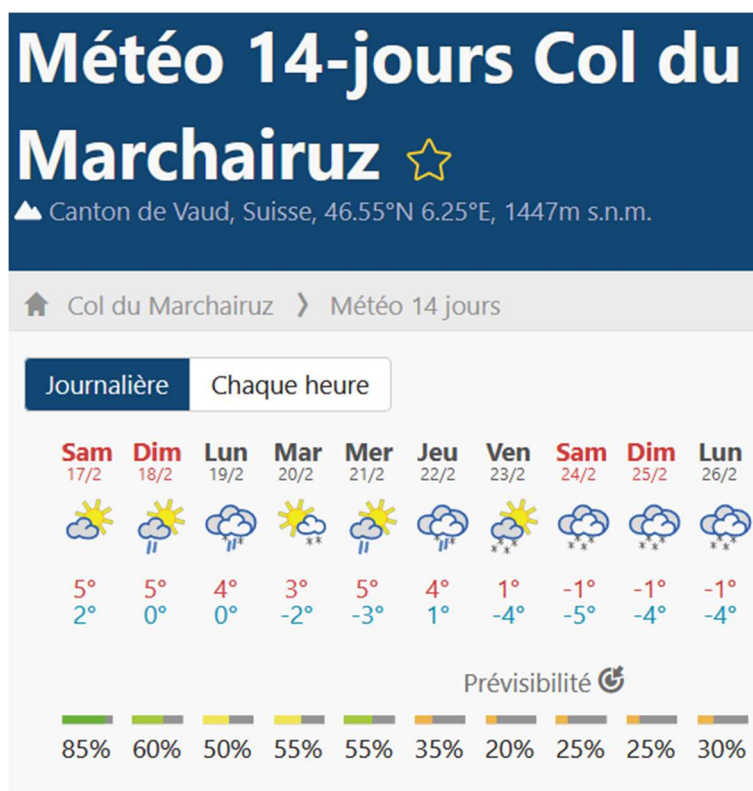 Météo 14-jours Col du
Marchairuz
Canton de Vaud, Suisse, 46.55°N 6.25°E, 1447m s.n.m.
Col du Marchairuz ❯ Météo 14 jours
Journalière Chaque heure
Sam Dim Lun Mar Mer Jeu Ven Sam Dim Lun
17/2 18/2 19/2 20/2 21/2 22/2 23/2 24/2 25/2 26/2
5° 5° 4° 3° 5° 4° 1° -1° -1° -1°
2° 0° 0° -2° -3° 1° -4° -5° -4° -4°
Prévisibilité
85% 60% 50% 55% 55% 35% 20% 25% 25% 30%